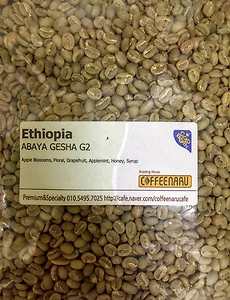 Ethiopia
ABAYA GESHA G2
Apple Blossoms, Floral, Grapefruit, Applemint, Honey, Syrup
Roasting House
COFFEENARU
Premium&Specialty 010.5495.7025 http://cafe.naver.com/coffeenarucafe